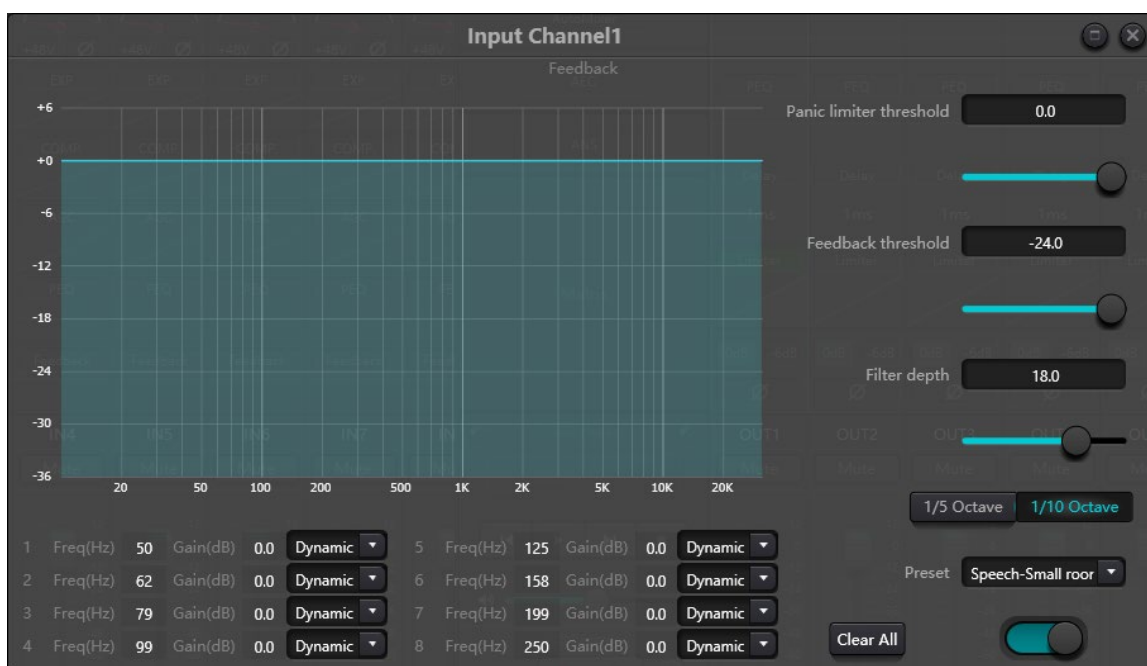 Input Channel1
Feedback
+6
+0
-6
-12
-18
-24
-30
-36
20 50 100 200 500 1K 2K 5K 10K 20K
Panic limiter threshold 0.0
Feedback threshold -24.0
Filter depth 18.0
1/5 Octave 1/10 Octave
Preset Speech-Small roor
1 Freq(Hz) 50 Gain(dB) 0.0 Dynamic 5 Freq(Hz) 125 Gain(dB) 0.0 Dynamic
2 Freq(Hz) 62 Gain(dB) 0.0 Dynamic 6 Freq(Hz) 158 Gain(dB) 0.0 Dynamic
3 Freq(Hz) 79 Gain(dB) 0.0 Dynamic 7 Freq(Hz) 199 Gain(dB) 0.0 Dynamic
4 Freq(Hz) 99 Gain(dB) 0.0 Dynamic 8 Freq(Hz) 250 Gain(dB) 0.0 Dynamic
Clear All